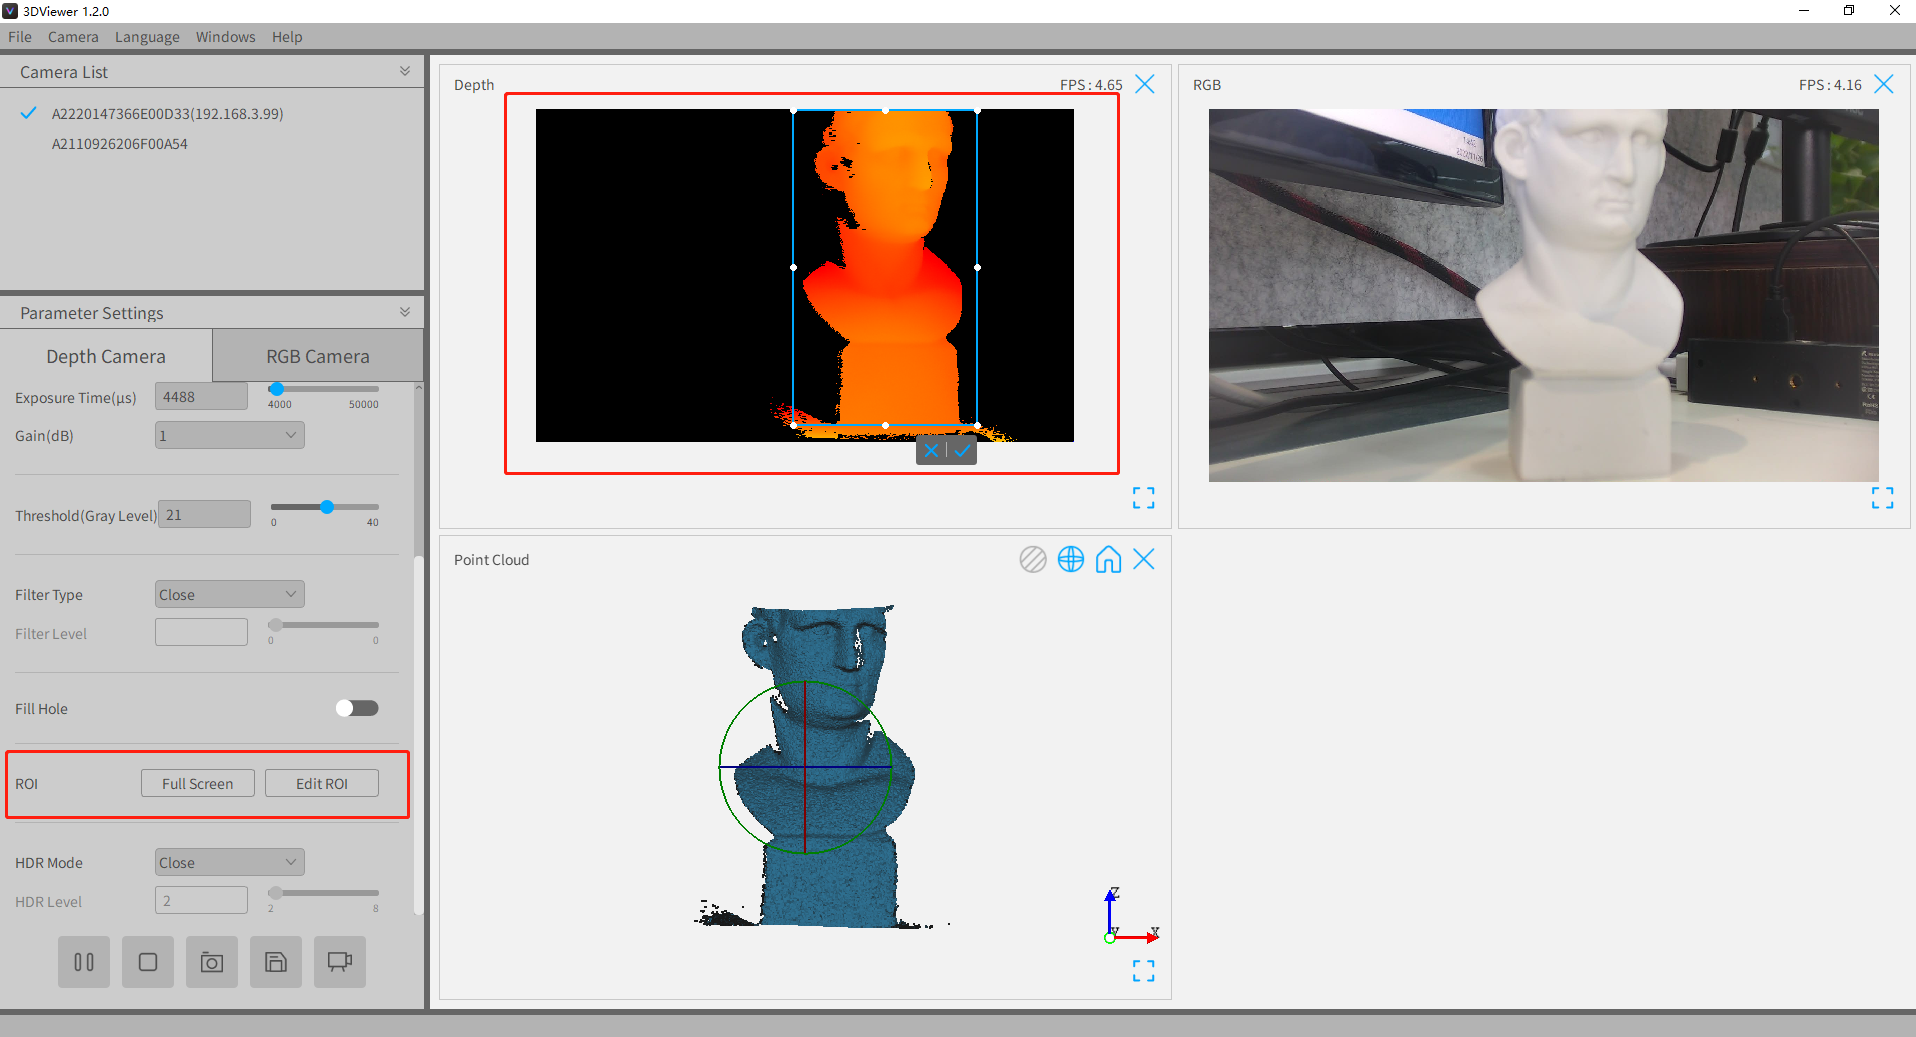 3DViewer 1.2.0
File Camera Language Windows Help
Camera List
A2220147366E00D33(192.168.3.99)
A2110926206F00A54
Parameter Settings
Depth Camera RGB Camera
Exposure Time(μs) 4488
4000 50000
Gain(dB) 1
Threshold(Gray Level) 21
0 40
Filter Type Close
Filter Level
0 0
Fill Hole
ROI Full Screen Edit ROI
HDR Mode Close
HDR Level 2
2 8
Depth FPS : 4.65
RGB FPS : 4.16
Point Cloud
Z
Y X